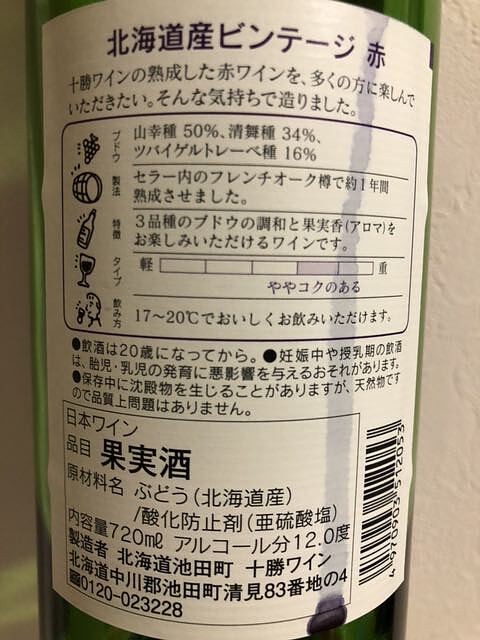 北海道産ビンテージ 赤
十勝ワインの熟成した赤ワインを、多くの方に楽しんで
いただきたい。そんな気持ちで造りました。
ブドウ
山幸種 50%、清舞種 34%、
ツバイゲルトレーベ種 16%
製法
セラー内のフレンチオーク樽で約1年間
熟成させました。
特徴
3品種のブドウの調和と果実香(アロマ)を
お楽しみいただけるワインです。
タイプ
軽 重
ややコクのある
飲み方
17〜20℃でおいしくお飲みいただけます。
●飲酒は20歳になってから。●妊娠中や授乳期の飲酒
は、胎児・乳児の発育に悪影響を与えるおそれがあります。
●保存中に沈殿物を生じることがありますが、天然物です
ので品質上問題はありません。
日本ワイン
品目 果実酒
原材料名 ぶどう(北海道産)
/酸化防止剤(亜硫酸塩)
内容量720㎖ アルコール分12.0度
製造者 北海道池田町 十勝ワイン
北海道中川郡池田町清見83番地の4
☎0120-023228
4 970903 512053